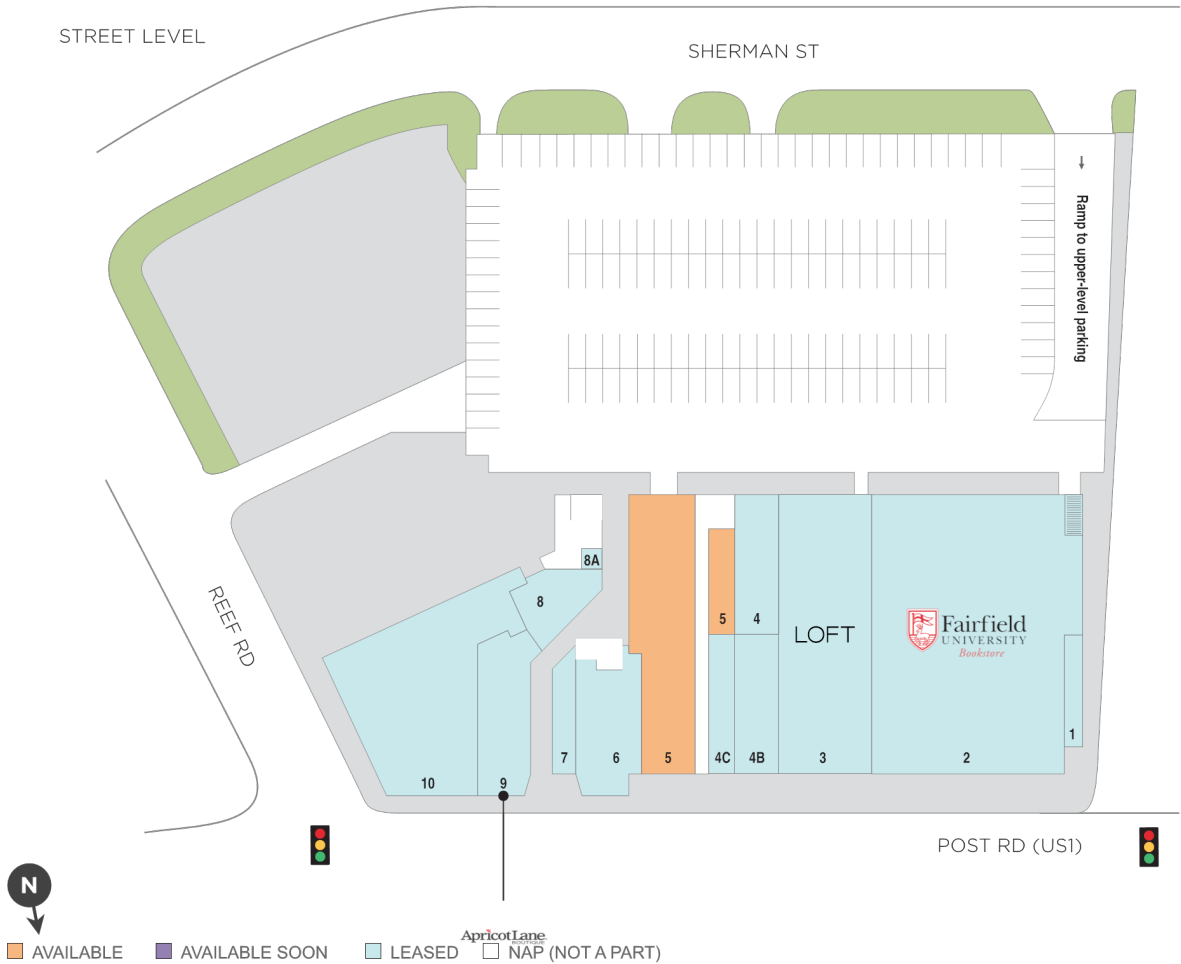 STREET LEVEL
SHERMAN ST
Ramp to upper-level parking
REEF RD
8A
8
5
4
LOFT
Fairfield
UNIVERSITY
Bookstore
1
10
9
7
6
5
4C
4B
3
2
POST RD (US1)
N
ApricotLane
BOUTIQUE
AVAILABLE
AVAILABLE SOON
LEASED
NAP (NOT A PART)